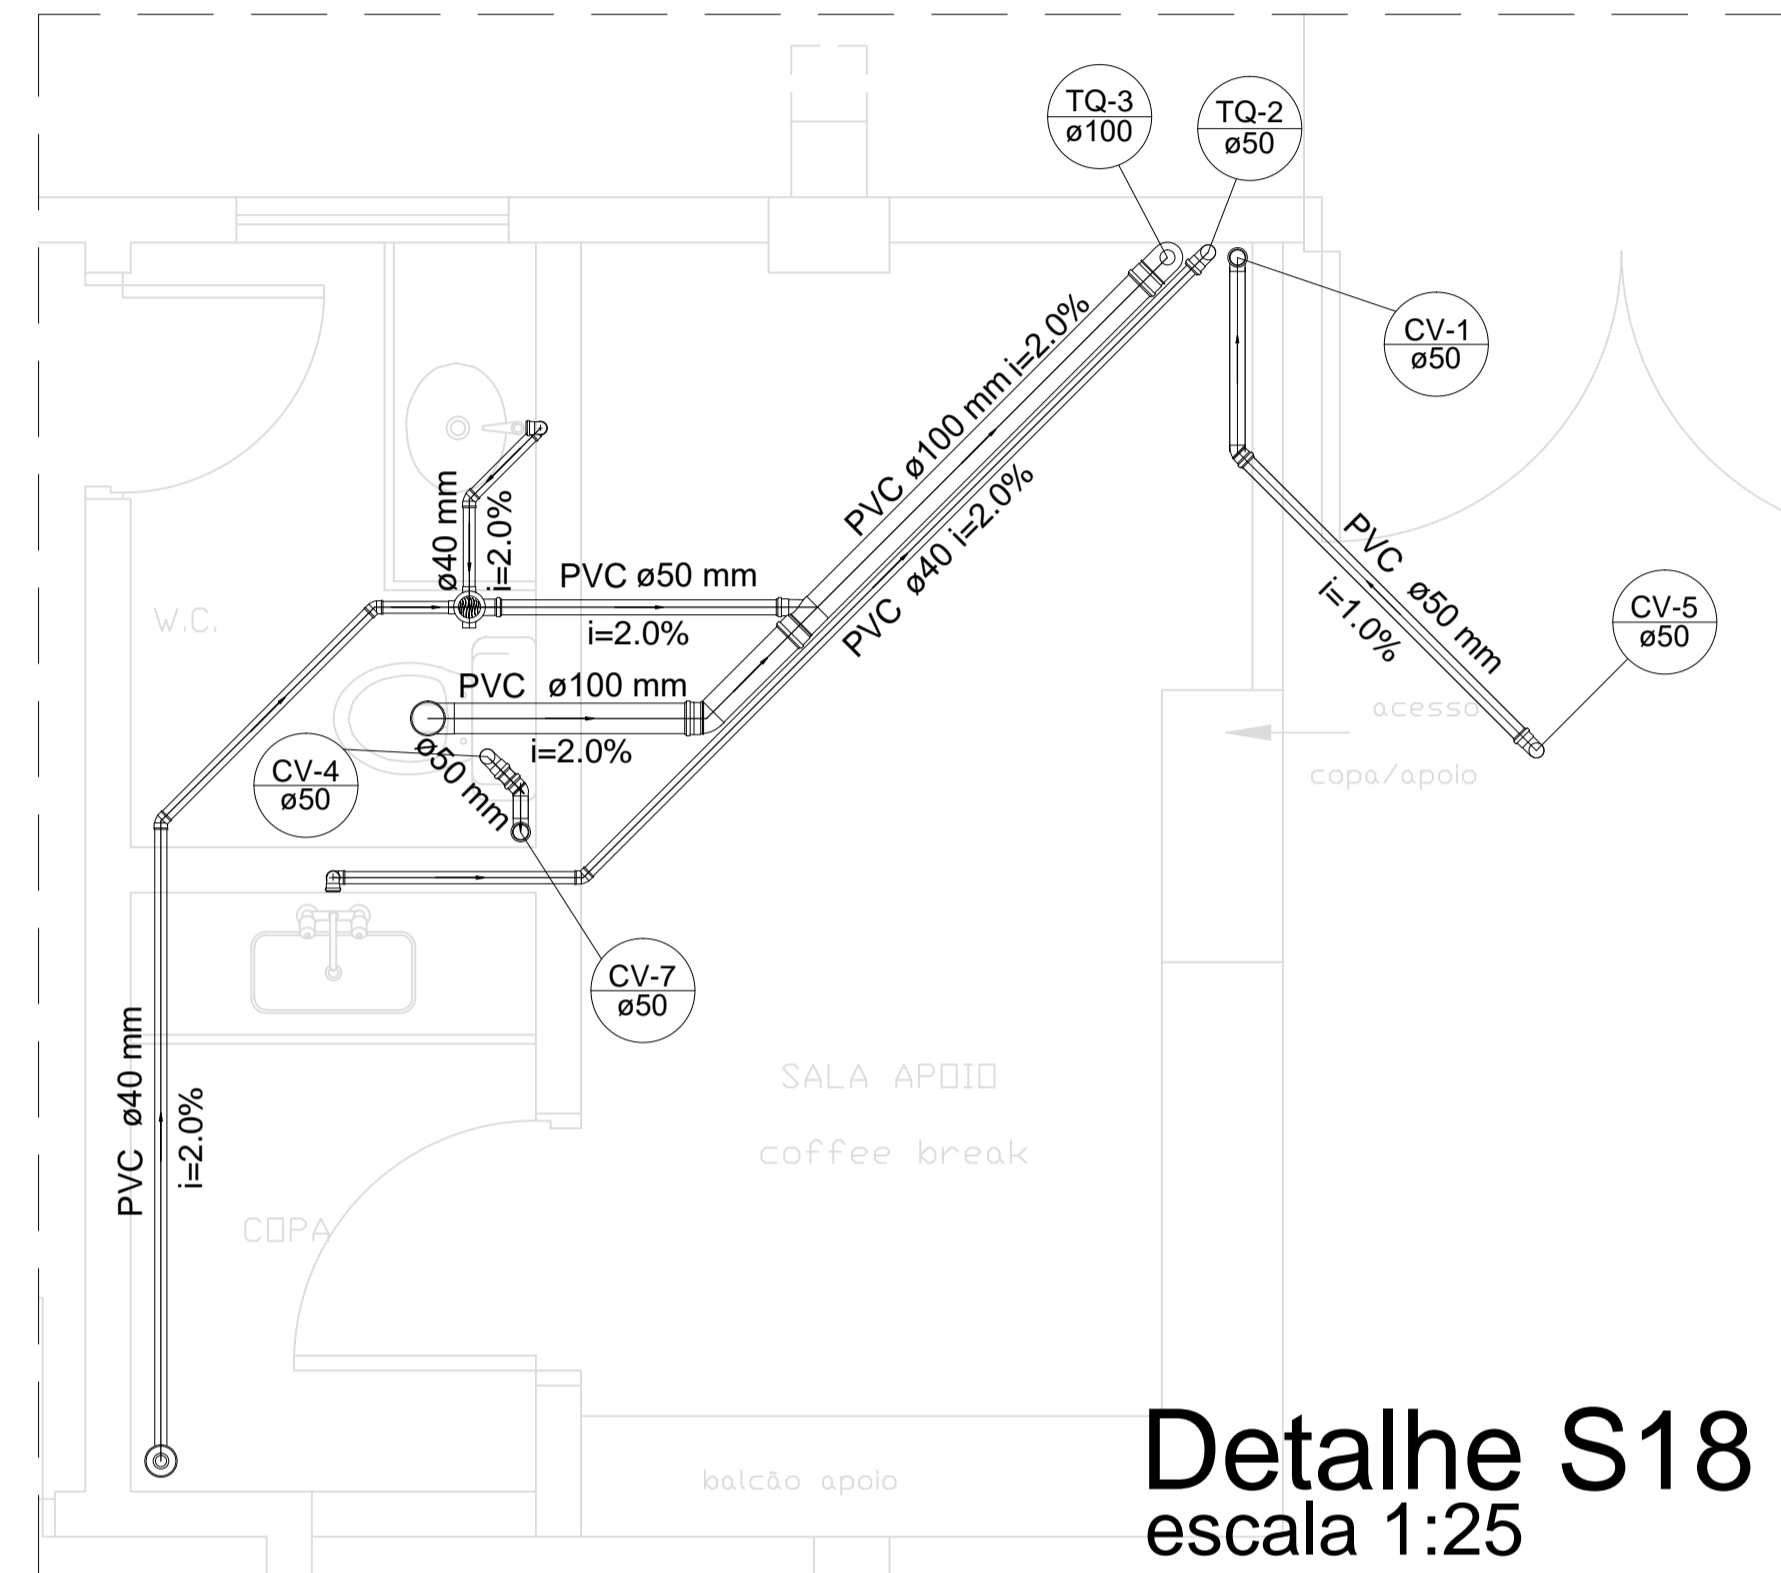 TQ-3
ø100
TQ-2
ø50
CV-1
ø50
PVC ø100 mm i=2.0%
PVC ø40 i=2.0%
ø40 mm
i=2.0%
PVC ø50 mm
i=2.0%
PVC ø50 mm
i=1.0%
CV-5
ø50
W.C.
PVC ø100 mm
i=2.0%
ø50 mm
CV-4
ø50
acesso
copa/apoio
CV-7
ø50
PVC ø40 mm
i=2.0%
SALA APOIO
coffee break
COPA
balcão apoio
Detalhe S18
escala 1:25